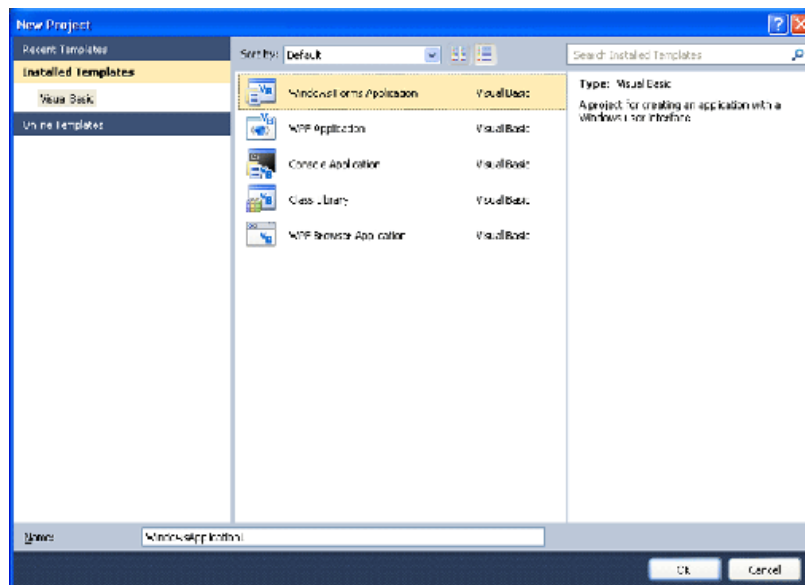 New Project
Recent Templates
Installed Templates
Visual Basic
Online Templates
Sort by: Default
Search Installed Templates
Windows Forms Application Visual Basic
WPF Application Visual Basic
Console Application Visual Basic
Class Library Visual Basic
WPF Browser Application Visual Basic
Type: Visual Basic
A project for creating an application with a
Windows user interface
Name: WindowsApplication1
OK Cancel